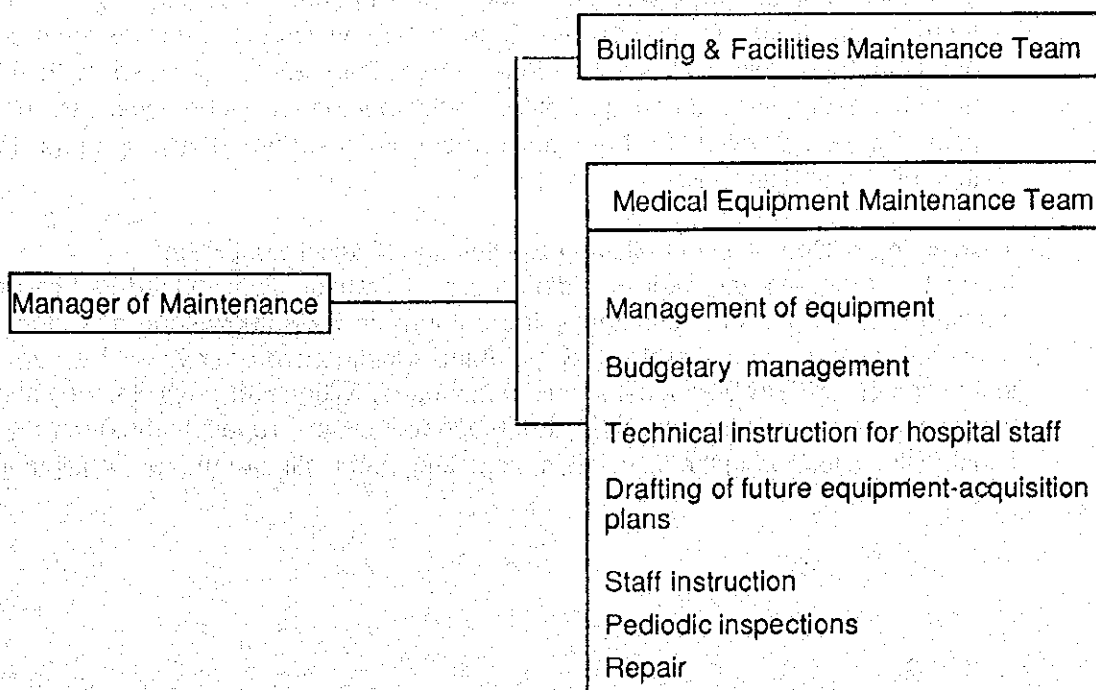 Building & Facilities Maintenance Team
Medical Equipment Maintenance Team
Manager of Maintenance
Management of equipment
Budgetary management
Technical instruction for hospital staff
Drafting of future equipment-acquisition
plans
Staff instruction
Pediodic inspections
Repair